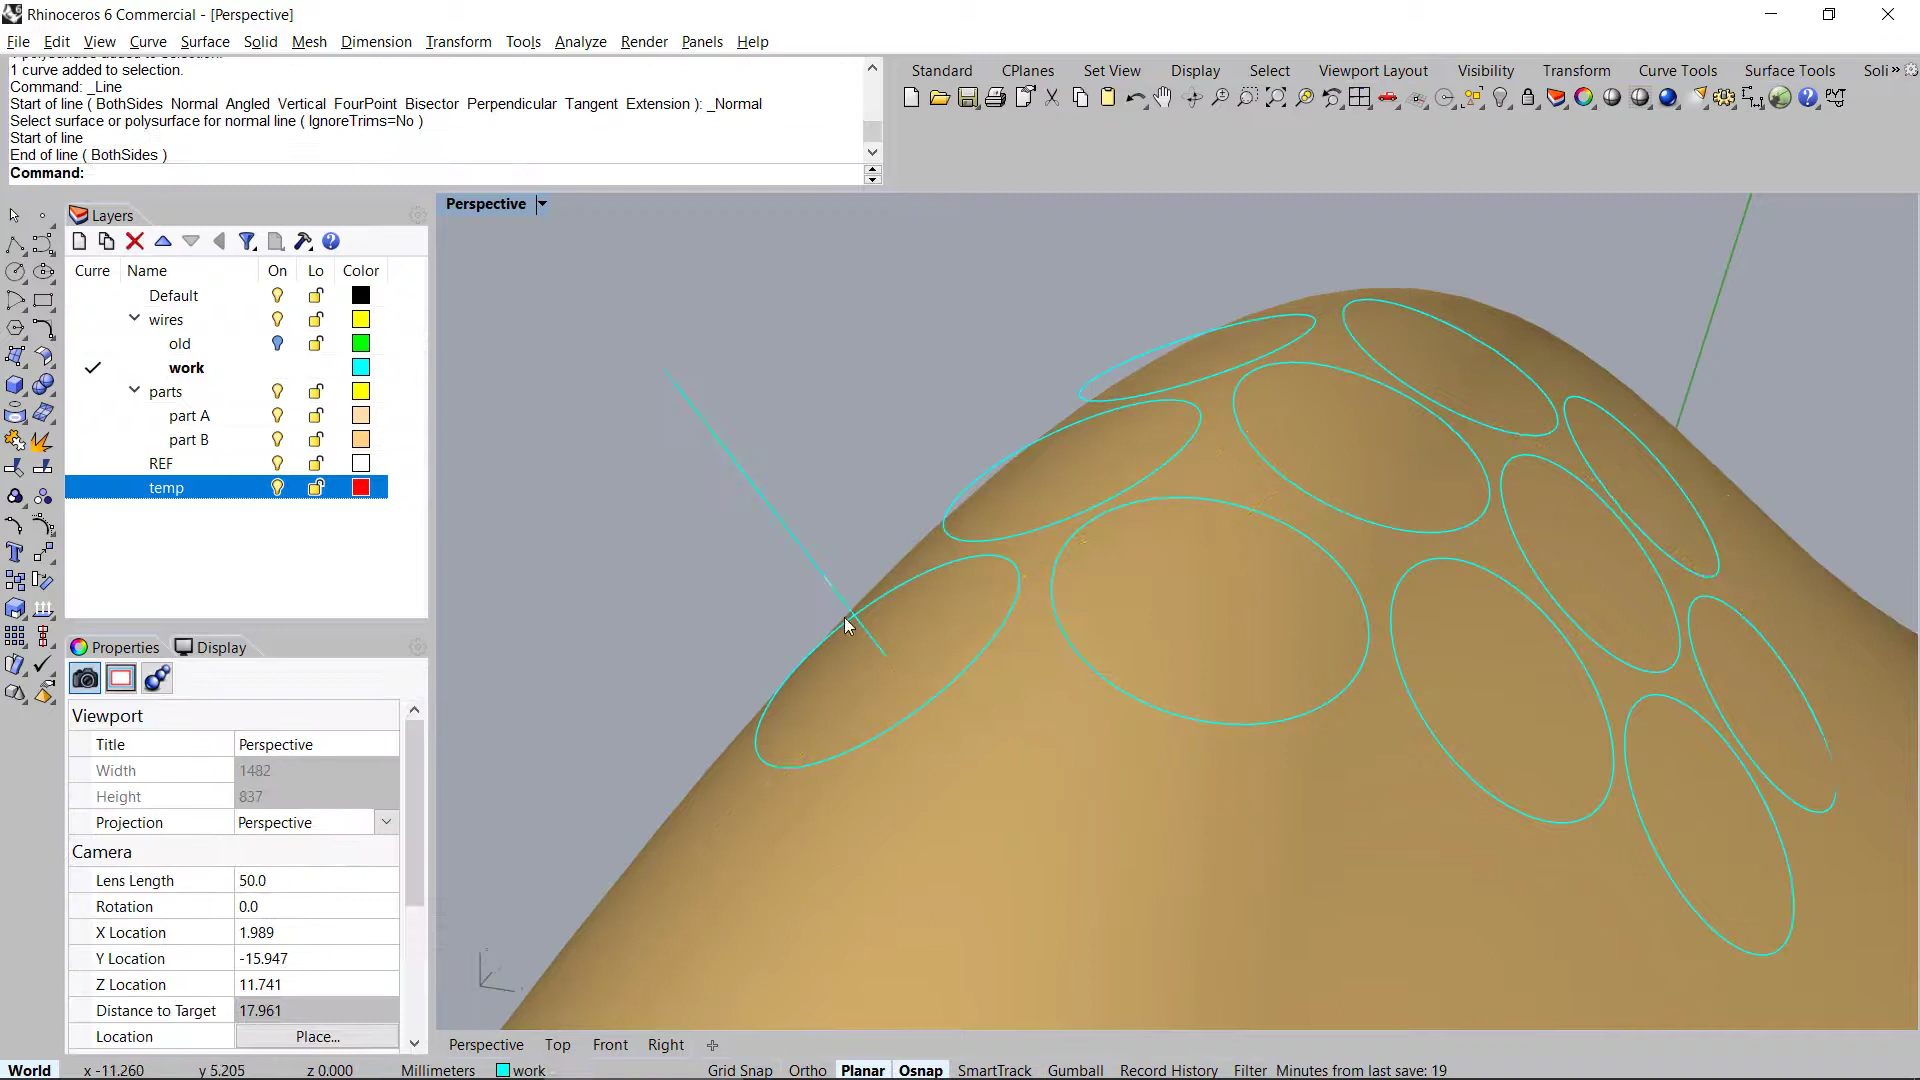 Rhinoceros 6 Commercial - [Perspective]
File Edit View Curve Surface Solid Mesh Dimension Transform Tools Analyze Render Panels Help
1 curve added to selection.
Command: _Line
Start of line ( BothSides Normal Angled Vertical FourPoint Bisector Perpendicular Tangent Extension ): _Normal
Select surface or polysurface for normal line ( IgnoreTrims=No )
Start of line
End of line ( BothSides )
Command:
Standard CPlanes Set View Display Select Viewport Layout Visibility Transform Curve Tools Surface Tools Soli »
PVT
Perspective
Layers
Curre Name On Lo Color
Default
wires
old
work
parts
part A
part B
REF
temp
Properties Display
Viewport
Title Perspective
Width 1482
Height 837
Projection Perspective
Camera
Lens Length 50.0
Rotation 0.0
X Location 1.989
Y Location -15.947
Z Location 11.741
Distance to Target 17.961
Location Place...
Perspective Top Front Right
World x -11.260 y 5.205 z 0.000 Millimeters work Grid Snap Ortho Planar Osnap SmartTrack Gumball Record History Filter Minutes from last save: 19